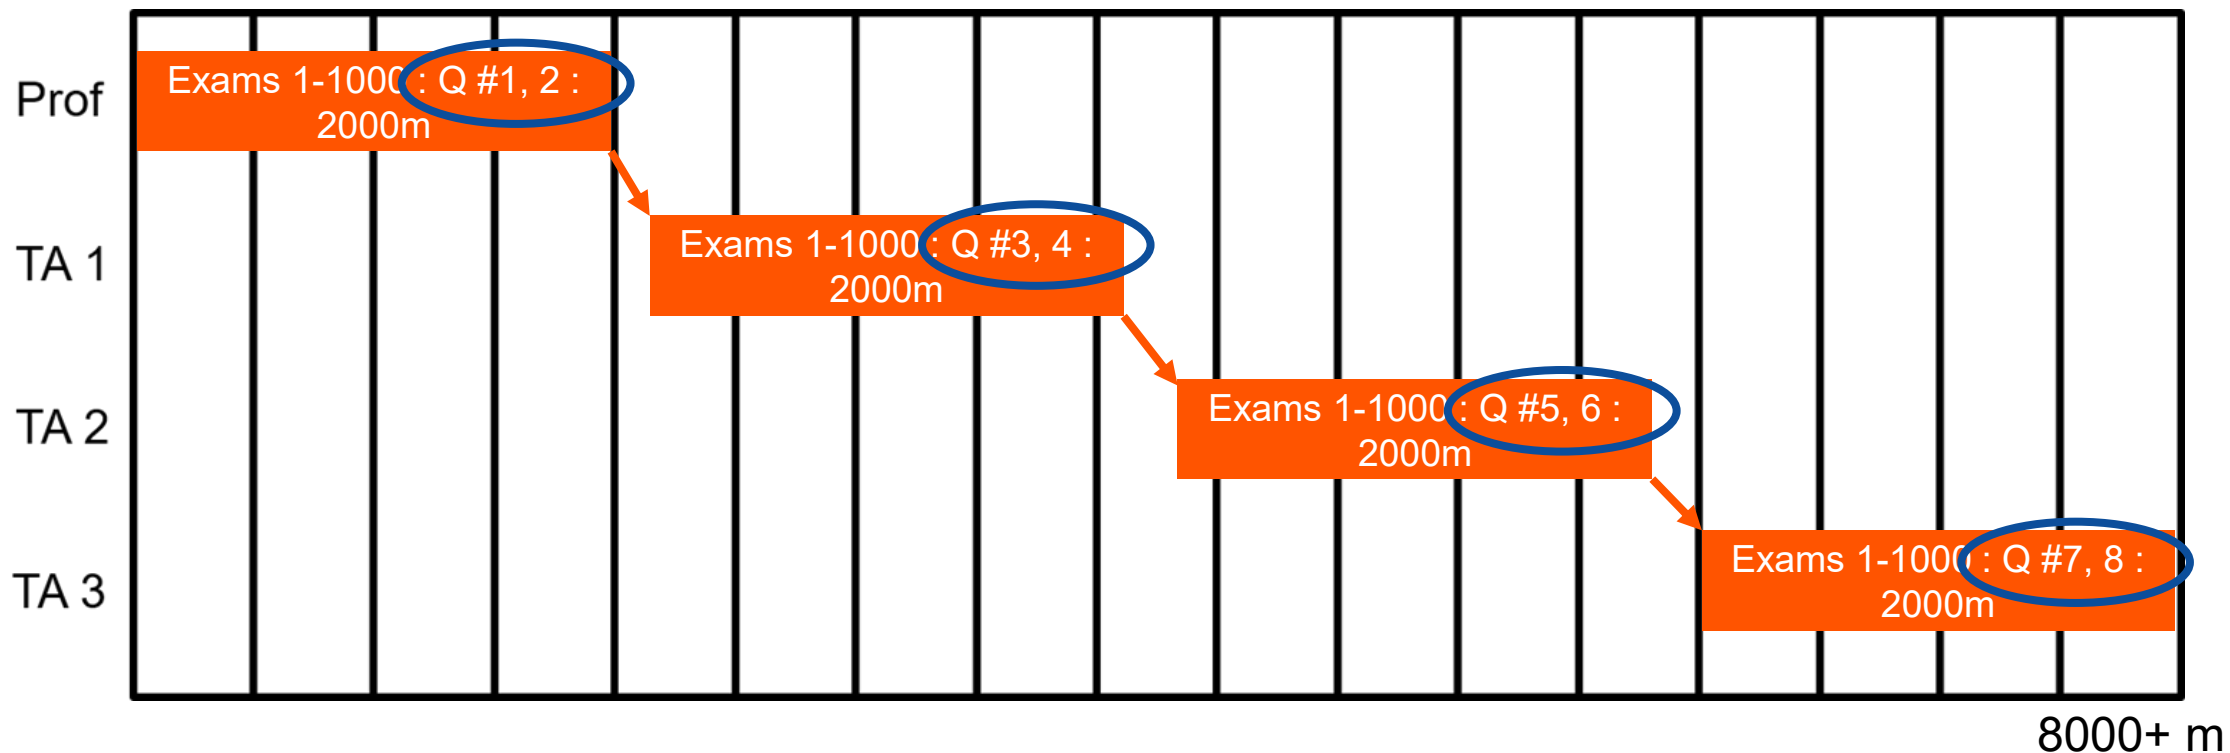 Prof
Exams 1-1000 : Q #1, 2 :
2000m
TA 1
Exams 1-1000 : Q #3, 4 :
2000m
TA 2
Exams 1-1000 : Q #5, 6 :
2000m
TA 3
Exams 1-1000 : Q #7, 8 :
2000m
8000+ m